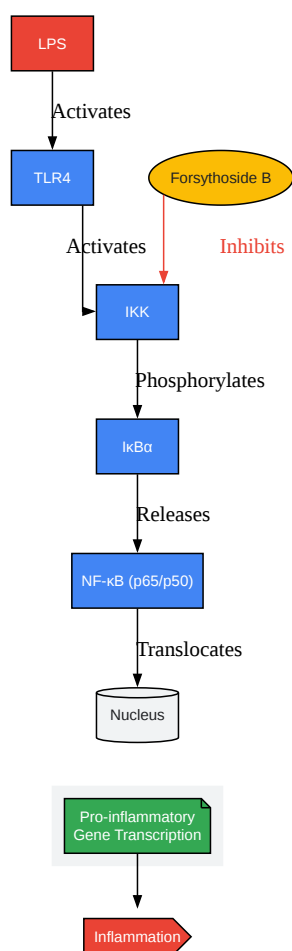 LPS
Activates
TLR4
Forsythoside B
Activates
Inhibits
IKK
Phosphorylates
IκBα
Releases
NF-κB (p65/p50)
Translocates
Nucleus
Pro-inflammatory
Gene Transcription
Inflammation